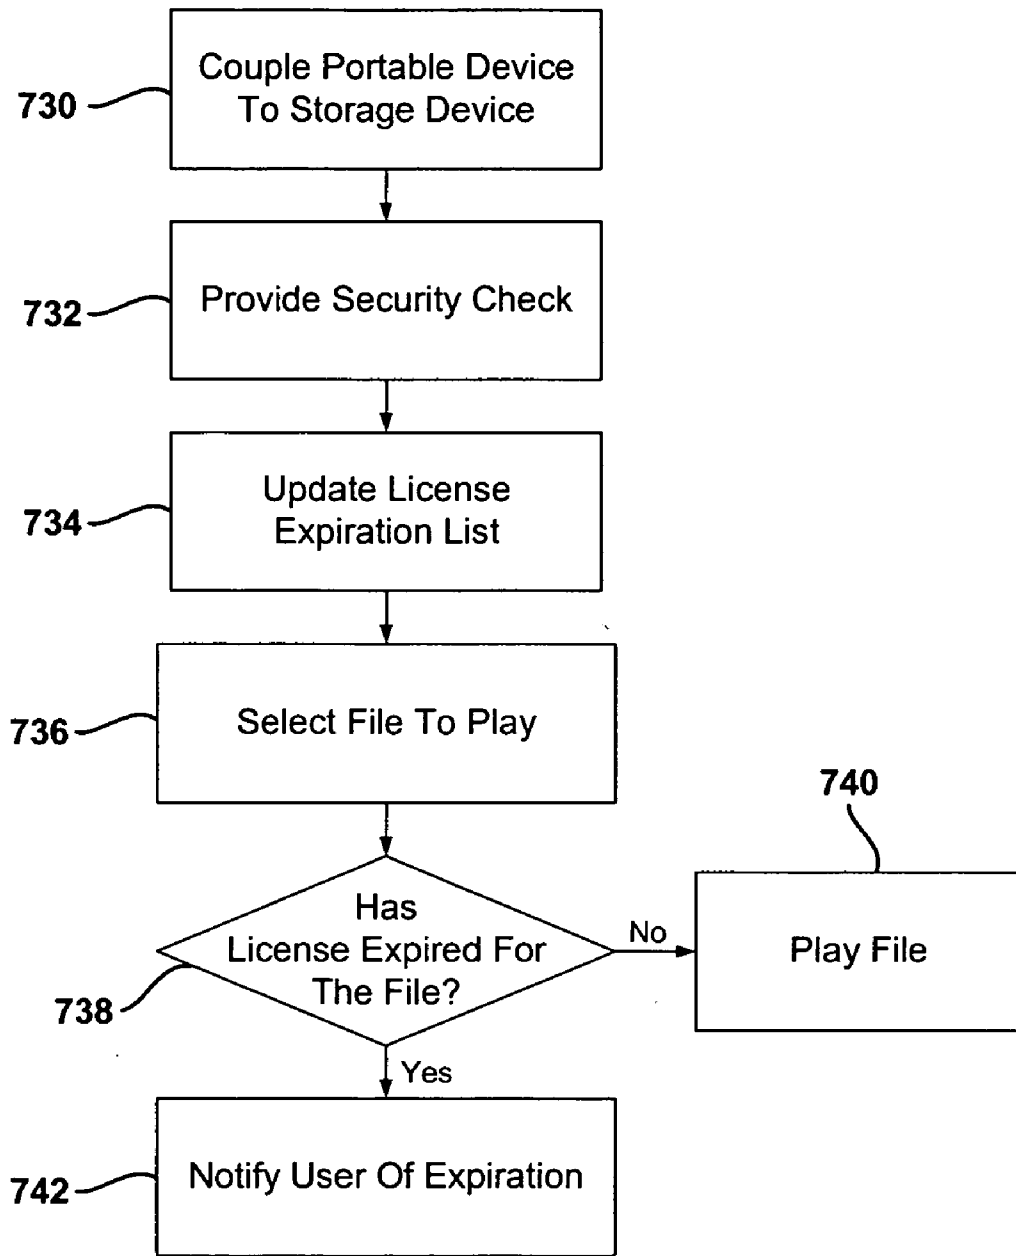 730
Couple Portable Device
To Storage Device
732
Provide Security Check
734
Update License
Expiration List
736
Select File To Play
738
Has
License Expired For
The File?
No
740
Play File
Yes
742
Notify User Of Expiration